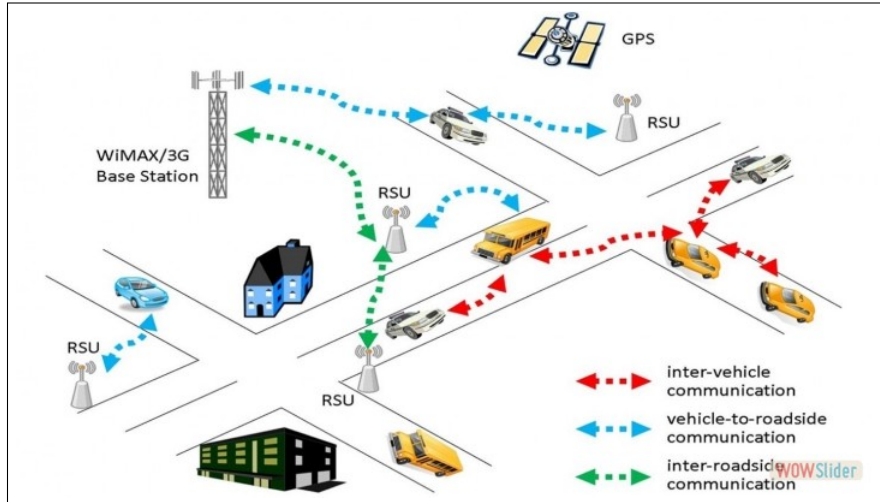 GPS
RSU
WiMAX/3G
Base Station
RSU
RSU
RSU
inter-vehicle
communication
vehicle-to-roadside
communication
inter-roadside
communication
WOWSlider